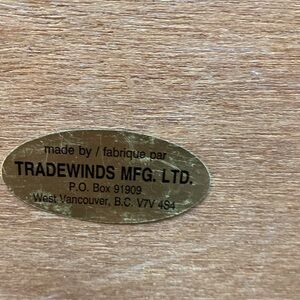 made by / fabrique par
TRADEWINDS MFG. LTD.
P.O. Box 91909
West Vancouver, B.C. V7V 4S4